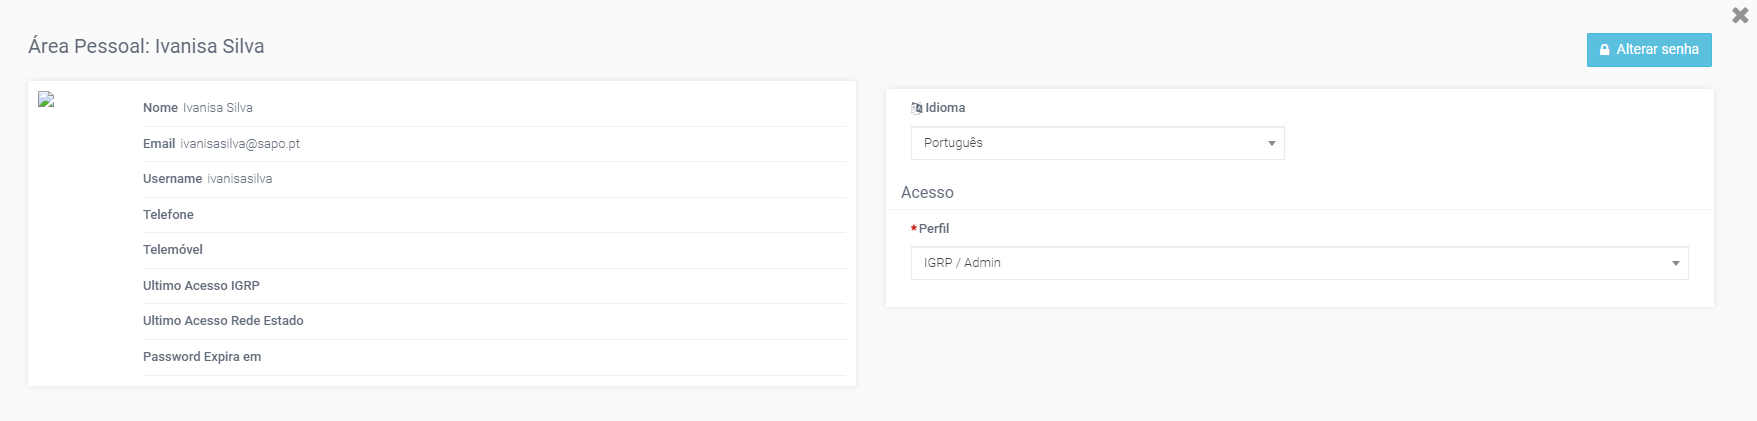 Área Pessoal: Ivanisa Silva
Alterar senha
Nome Ivanisa Silva
Email ivanisasilva@sapo.pt
Username ivanisasilva
Telefone
Telemóvel
Ultimo Acesso IGRP
Ultimo Acesso Rede Estado
Password Expira em
Idioma
Português
Acesso
* Perfil
IGRP / Admin